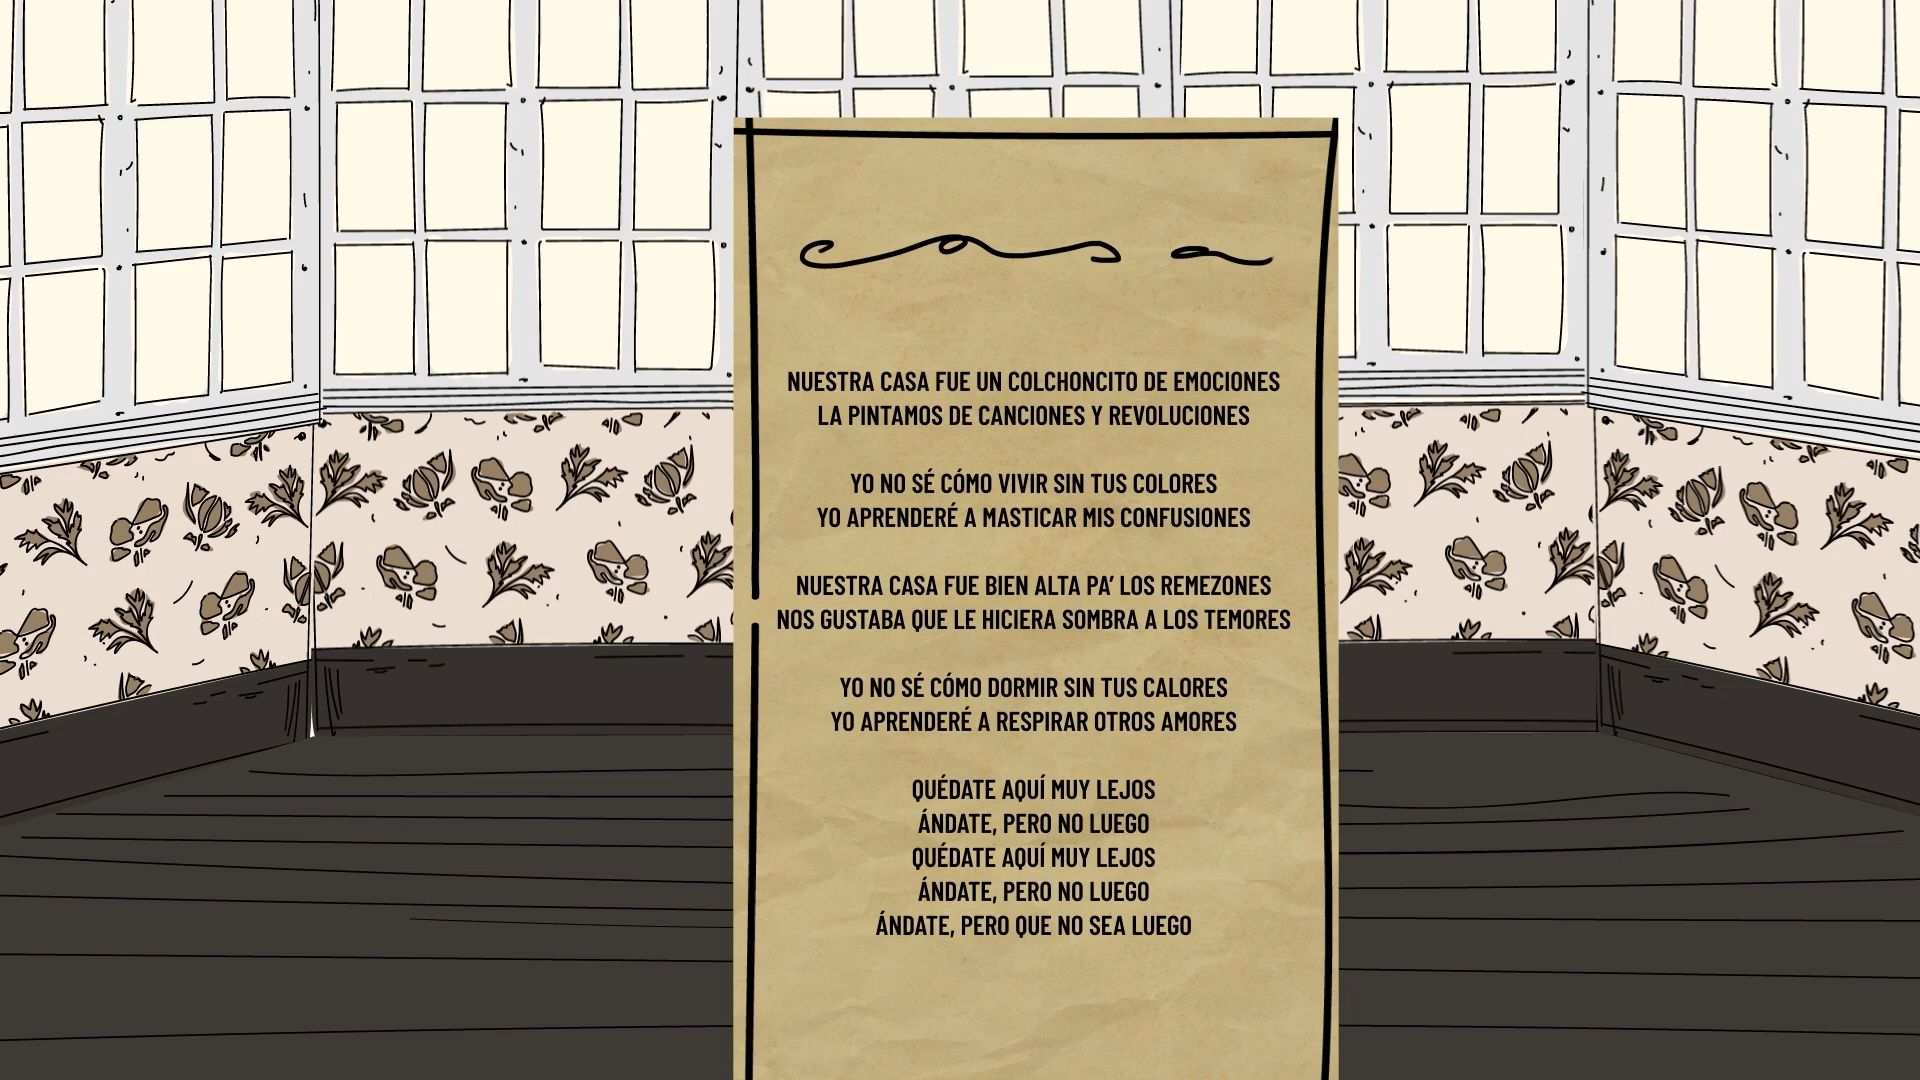 casa
NUESTRA CASA FUE UN COLCHONCITO DE EMOCIONES
LA PINTAMOS DE CANCIONES Y REVOLUCIONES
YO NO SÉ CÓMO VIVIR SIN TUS COLORES
YO APRENDERÉ A MASTICAR MIS CONFUSIONES
NUESTRA CASA FUE BIEN ALTA PA’ LOS REMEZONES
NOS GUSTABA QUE LE HICIERA SOMBRA A LOS TEMORES
YO NO SÉ CÓMO DORMIR SIN TUS CALORES
YO APRENDERÉ A RESPIRAR OTROS AMORES
QUÉDATE AQUÍ MUY LEJOS
ÁNDATE, PERO NO LUEGO
QUÉDATE AQUÍ MUY LEJOS
ÁNDATE, PERO NO LUEGO
ÁNDATE, PERO QUE NO SEA LUEGO